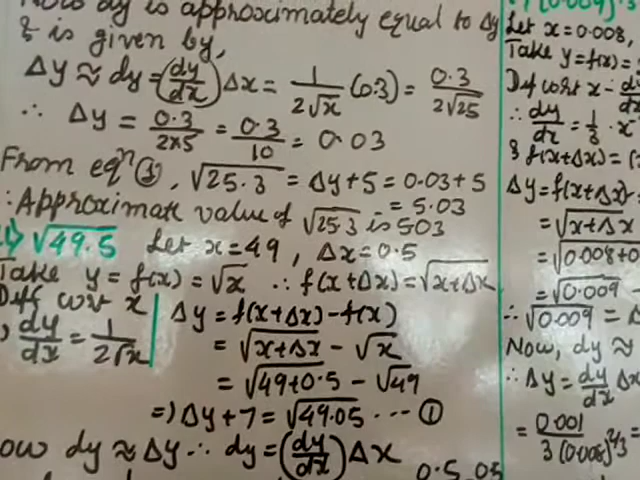 Now dy is approximately equal to Δy
& is given by,
Δy ≈ dy = (dy/dx) Δx = 1/2√x (0.3) = 0.3/2√25
∴ Δy = 0.3/2×5 = 0.3/10 = 0.03
From eqⁿ ①, √25.3 = Δy+5 = 0.03+5
= 5.03
∴ Approximate value of √25.3 is 503
√49.5 Let x=49, Δx=0.5
Take y = f(x) = √x ∴ f(x+Δx) = √x+Δx
Diff wrt x
dy/dx = 1/2√x
Δy = f(x+Δx) - f(x)
= √x+Δx - √x
= √49+0.5 - √49
=) Δy+7 = √49.05 --- ①
dy ≈ Δy ∴ dy = (dy/dx) Δx
0.5
Let x=0.008,
Take y=f(x)=
Diff wrt x
∴ dy/dx = 1/3 · x
& f(x+Δx) =
Δy = f(x+Δx)
= √x+Δx
= √0.008+0
= √0.009 -
∴ √0.009 = Δ
Now, dy ≈
∴ Δy = dy/dx Δx
= 0.001/3(0.008)^2/3 =